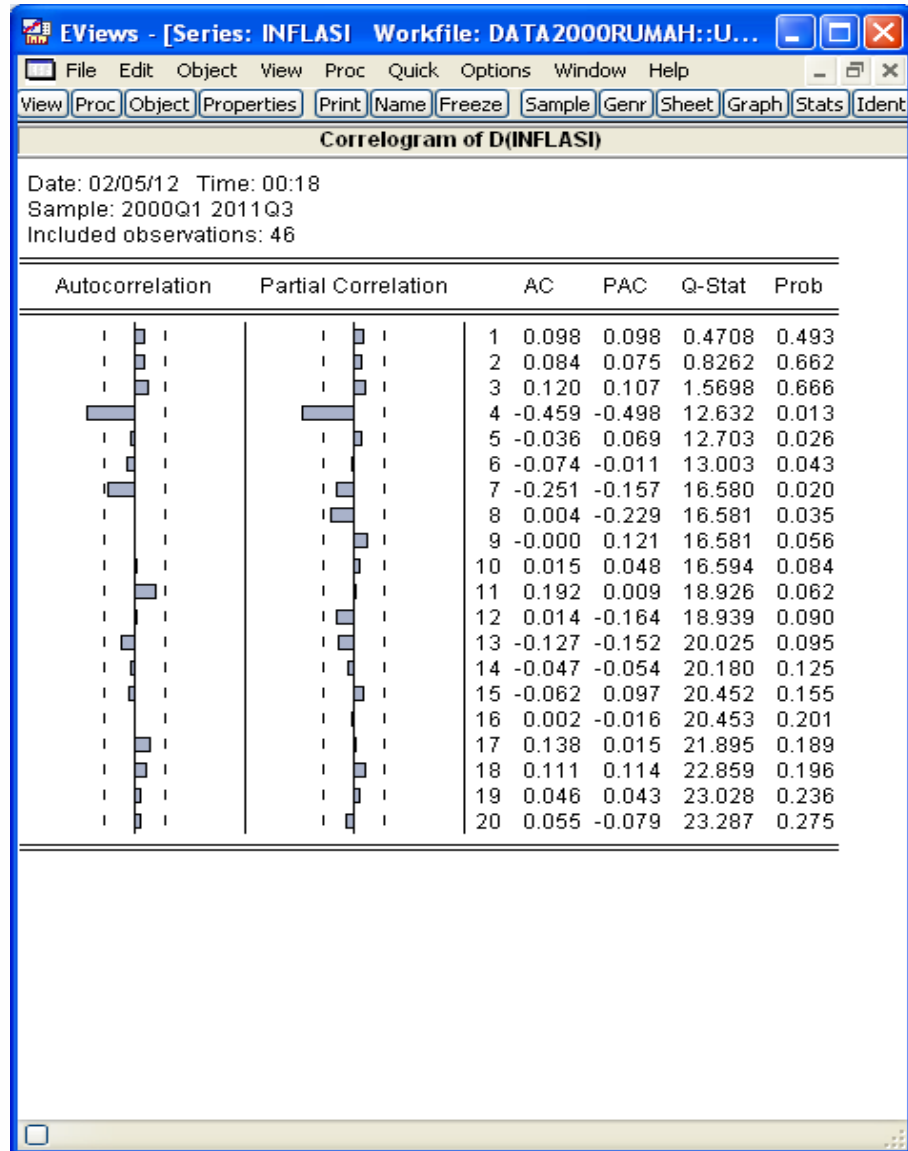 EViews - [Series: INFLASI Workfile: DATA2000RUMAH::U...
File Edit Object View Proc Quick Options Window Help
View Proc Object Properties Print Name Freeze Sample Genr Sheet Graph Stats Ident
Correlogram of D(INFLASI)
Date: 02/05/12 Time: 00:18
Sample: 2000Q1 2011Q3
Included observations: 46
Autocorrelation Partial Correlation AC PAC Q-Stat Prob
1 0.098 0.098 0.4708 0.493
2 0.084 0.075 0.8262 0.662
3 0.120 0.107 1.5698 0.666
4 -0.459 -0.498 12.632 0.013
5 -0.036 0.069 12.703 0.026
6 -0.074 -0.011 13.003 0.043
7 -0.251 -0.157 16.580 0.020
8 0.004 -0.229 16.581 0.035
9 -0.000 0.121 16.581 0.056
10 0.015 0.048 16.594 0.084
11 0.192 0.009 18.926 0.062
12 0.014 -0.164 18.939 0.090
13 -0.127 -0.152 20.025 0.095
14 -0.047 -0.054 20.180 0.125
15 -0.062 0.097 20.452 0.155
16 0.002 -0.016 20.453 0.201
17 0.138 0.015 21.895 0.189
18 0.111 0.114 22.859 0.196
19 0.046 0.043 23.028 0.236
20 0.055 -0.079 23.287 0.275